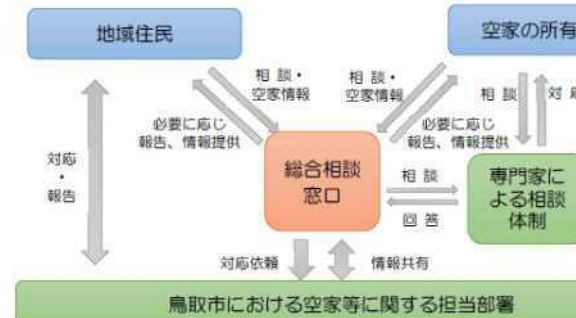 地域住民
空家の所有
相 談・
空家情報
相 談・
空家情報
相 談
対 応
必要に応じ
報告、情報提供
必要に応じ
報告、情報提供
対応
・
報告
総合相談
窓口
相 談
回 答
専門家に
よる相談
体制
対応依頼
情報共有
鳥取市における空家等に関する担当部署